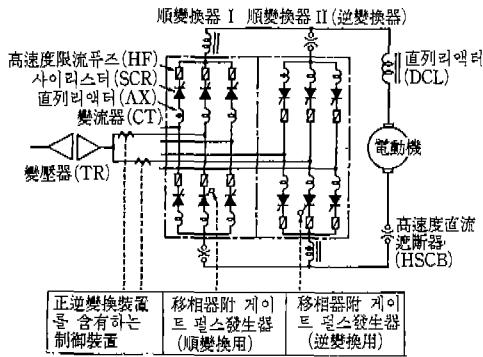 順變換器 I 順變換器 II (逆變換器)
高速度限流퓨즈 (HF)
사이리스터 (SCR)
直列리액터 (AX)
變流器 (CT)
變壓器 (TR)
直列리액터
(DCL)
電動機
高速度直流
遮斷器
(HSCB)
正逆變換裝置
를 含有하는
制御裝置
移相器附 게이
트 펄스發生器
(順變換用)
移相器附 게이
트 펄스發生器
(逆變換用)